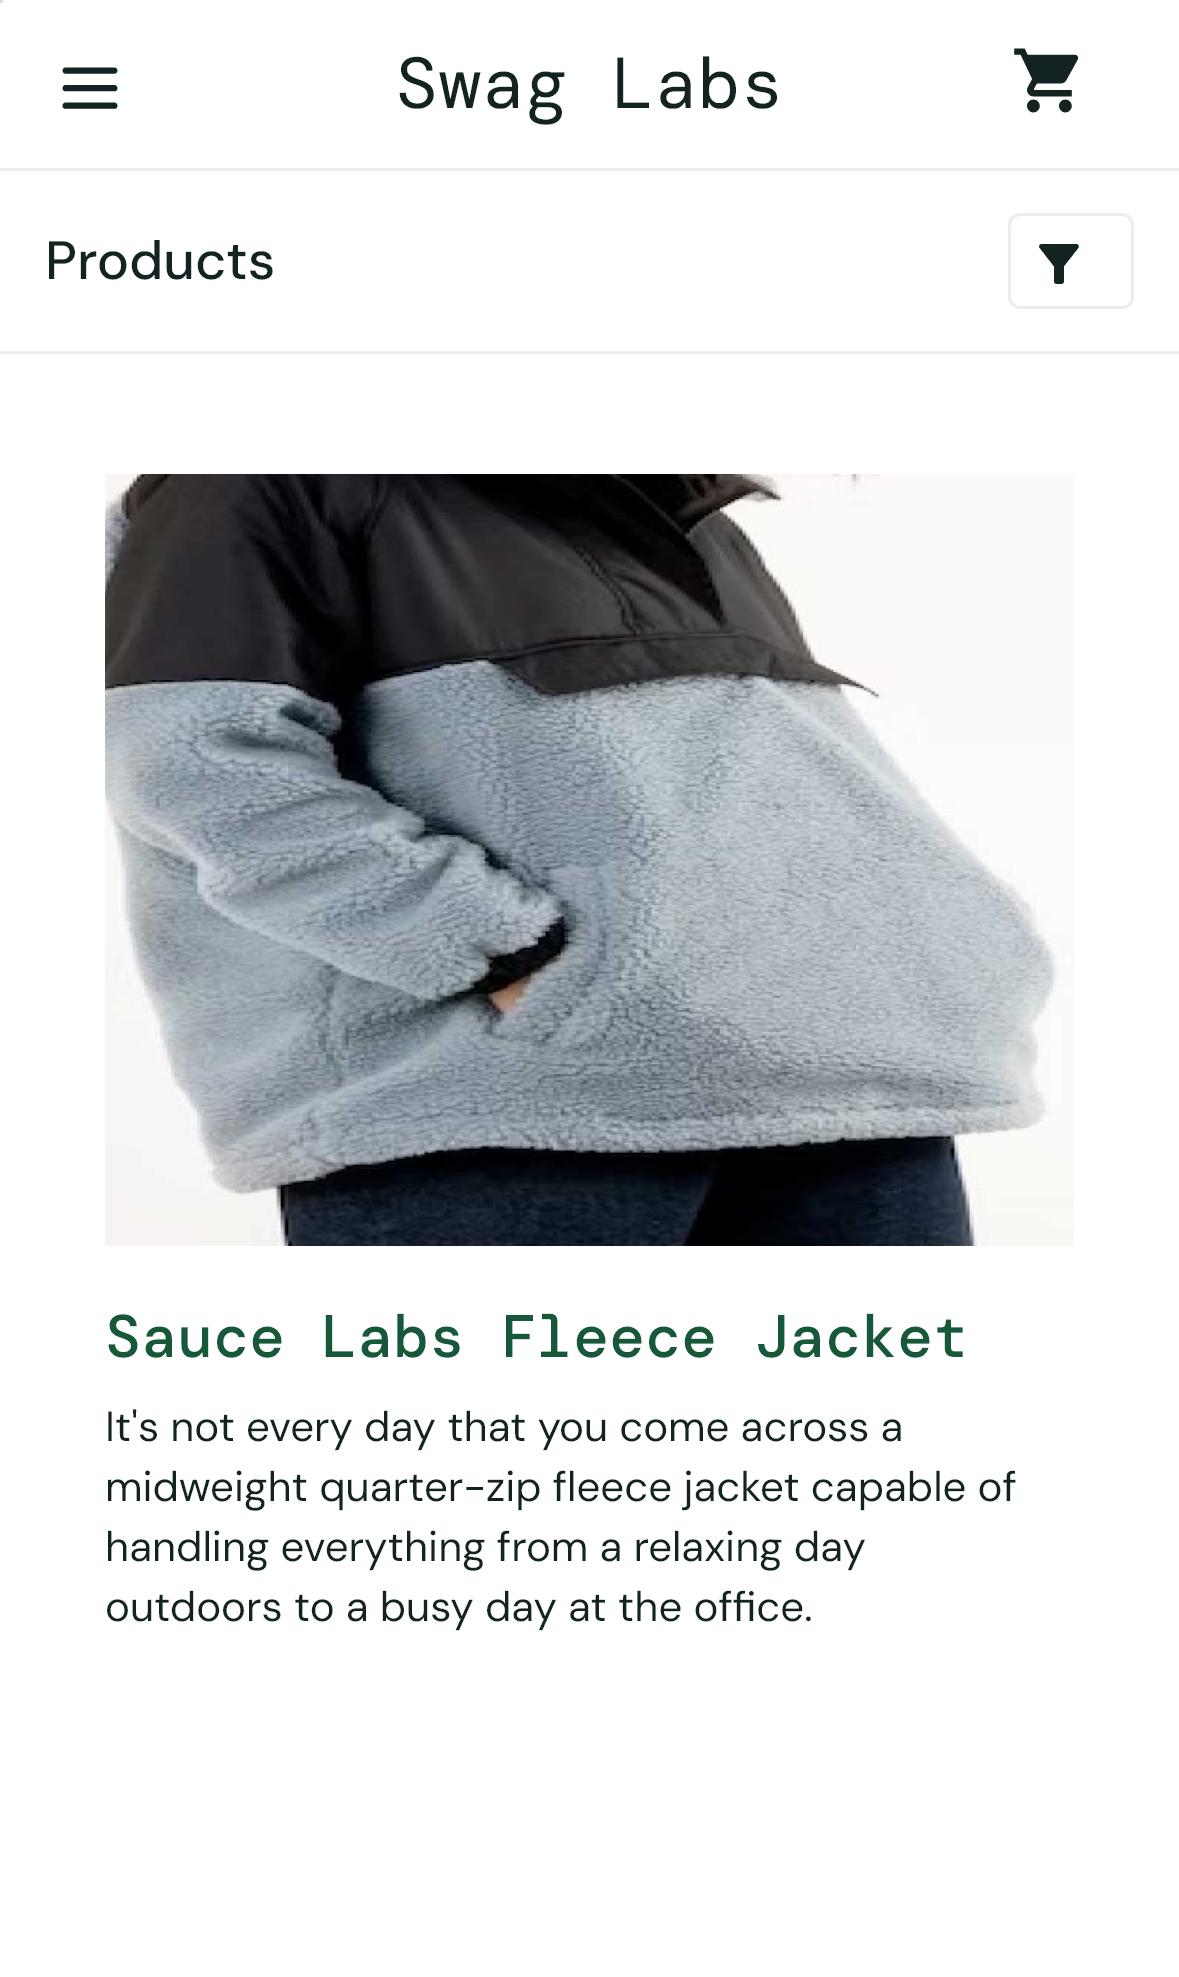 Swag Labs
Products
Sauce Labs Fleece Jacket
It's not every day that you come across a
midweight quarter-zip fleece jacket capable of
handling everything from a relaxing day
outdoors to a busy day at the office.